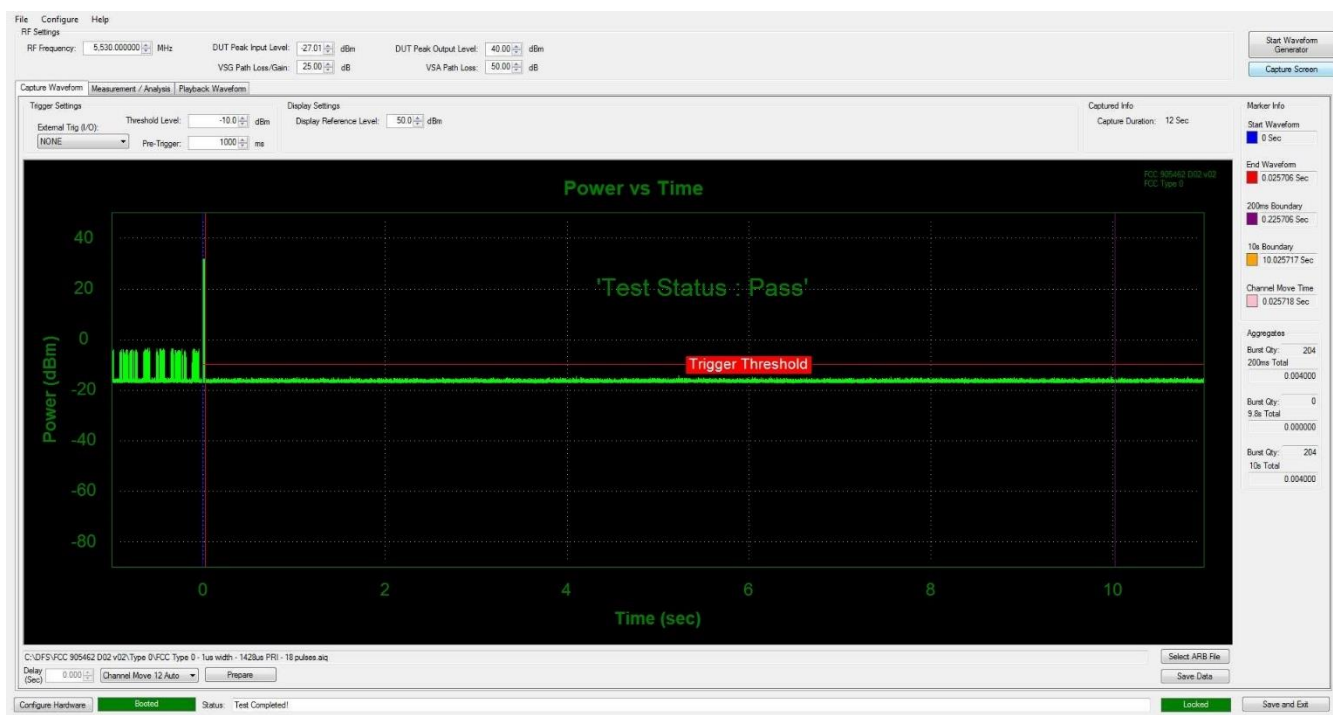 File Configure Help
RF Settings
RF Frequency: 5,530.000000 MHz DUT Peak Input Level: -27.01 dBm DUT Peak Output Level: 40.00 dBm
VSG Path Loss/Gain: 25.00 dB VSA Path Loss: 50.00 dB
Start Waveform
Generator
Capture Screen
Capture Waveform Measurement / Analysis Playback Waveform
Trigger Settings
External Trig (I/O): Threshold Level: -10.0 dBm
NONE Pre-Trigger: 1000 ms
Display Settings
Display Reference Level: 50.0 dBm
Captured Info
Capture Duration: 12 Sec
Marker Info
Start Waveform
0 Sec
End Waveform
0.025706 Sec
200ms Boundary
0.225706 Sec
10s Boundary
10.025717 Sec
Channel Move Time
0.025718 Sec
Aggregates
Burst Qty: 204
200ms Total
0.004000
Burst Qty: 0
9.8s Total
0.000000
Burst Qty: 204
10s Total
0.004000
Power vs Time
FCC 905462 D02 v02
FCC Type 0
'Test Status : Pass'
Trigger Threshold
Power (dBm)
40
20
0
-20
-40
-60
-80
0 2 4 6 8 10
Time (sec)
C:\DFS\FCC 905462 D02 v02\Type 0\FCC Type 0 - 1us width - 1428us PRI - 18 pulses.aiq
Select ARB File
Delay
(Sec) 0.000 Channel Move 12 Auto Prepare
Save Data
Configure Hardware Booted Status: Test Completed! Locked Save and Exit